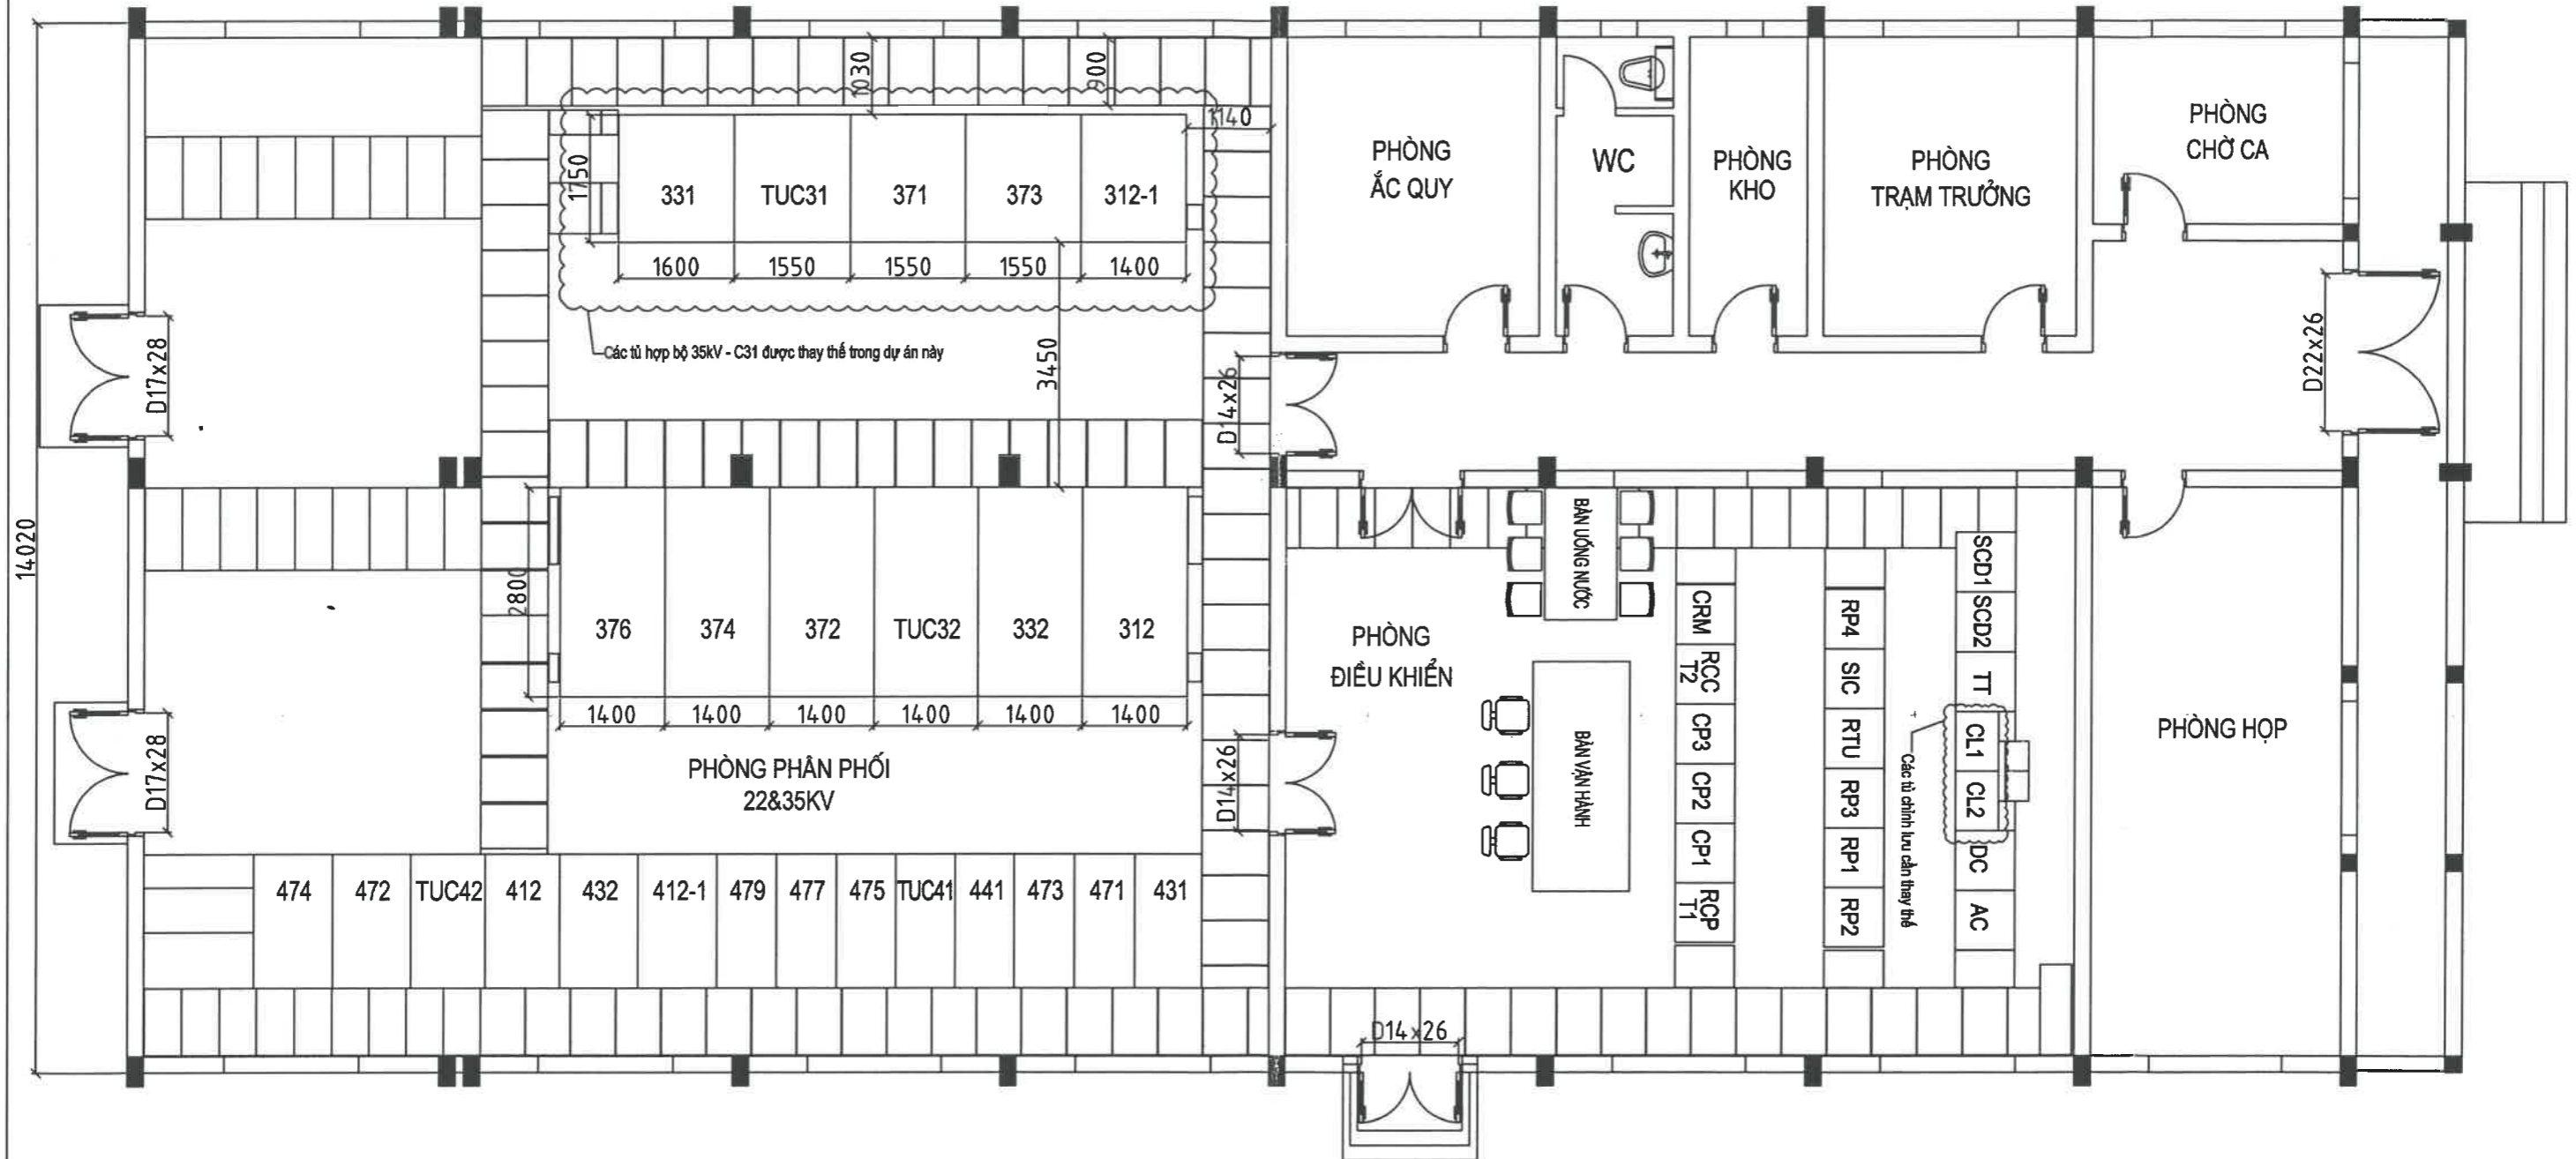 14020
1030
900
1140
1750
331
TUC31
371
373
312-1
1600
1550
1550
1550
1400
Các tủ hợp bộ 35kV - C31 được thay thế trong dự án này
3450
D17x28
D14x26
PHÒNG
ẮC QUY
WC
PHÒNG
KHO
PHÒNG
TRẠM TRƯỞNG
PHÒNG
CHỜ CA
D22x26
2800
376
374
372
TUC32
332
312
1400
1400
1400
1400
1400
1400
PHÒNG PHÂN PHỐI
22&35KV
D17x28
D14x26
474
472
TUC42
412
432
412-1
479
477
475
TUC41
441
473
471
431
PHÒNG
ĐIỀU KHIỂN
BÀN UỐNG NƯỚC
BÀN VẬN HÀNH
CRM
RCC
T2
CP3
CP2
CP1
RCP
T1
RP4
SIC
RTU
RP3
RP1
RP2
Các tủ chỉnh lưu cần thay thế
SCD1
SCD2
TT
CL1
CL2
DC
AC
PHÒNG HỌP
D14x26